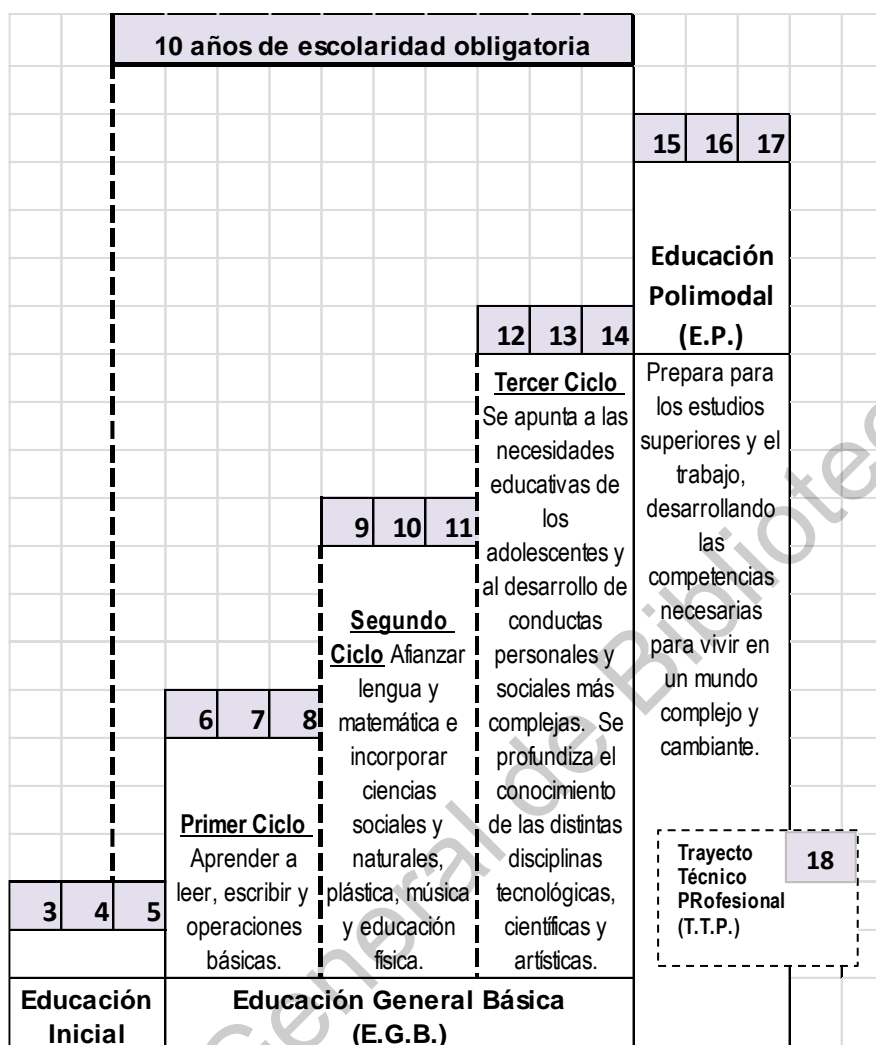 10 años de escolaridad obligatoria
15 16 17
Educación
Polimodal
(E.P.)
Prepara para
los estudios
superiores y el
trabajo,
desarrollando
las
competencias
necesarias
para vivir en
un mundo
complejo y
cambiante.
12 13 14
Tercer Ciclo
Se apunta a las
necesidades
educativas de
los
adolescentes y
al desarrollo de
conductas
personales y
sociales más
complejas. Se
profundiza el
conocimiento
de las distintas
disciplinas
tecnológicas,
científicas y
artísticas.
9 10 11
Segundo
Ciclo Afianzar
lengua y
matemática e
incorporar
ciencias
sociales y
naturales,
plástica, música
y educación
física.
6 7 8
Primer Ciclo
Aprender a
leer, escribir y
operaciones
básicas.
Trayecto
Técnico
PRofesional
(T.T.P.)
18
3 4 5
Educación
Inicial
Educación General Básica
(E.G.B.)
General de Bibliotec